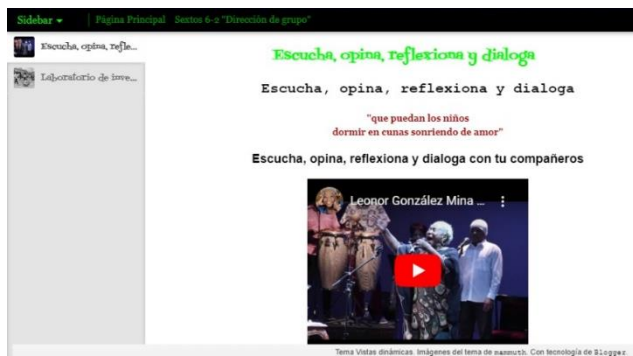 Sidebar Página Principal Sextos 6-2 "Dirección de grupo"
Escucha, opina, refle...
Laboratorio de inve...
Escucha, opina, reflexiona y dialoga
Escucha, opina, reflexiona y dialoga
"que puedan los niños
dormir en cunas sonriendo de amor"
Escucha, opina, reflexiona y dialoga con tu compañeros
Leonor González Mina ...
Tema Vistas dinámicas. Imágenes del tema de mammuth. Con tecnología de Blogger.